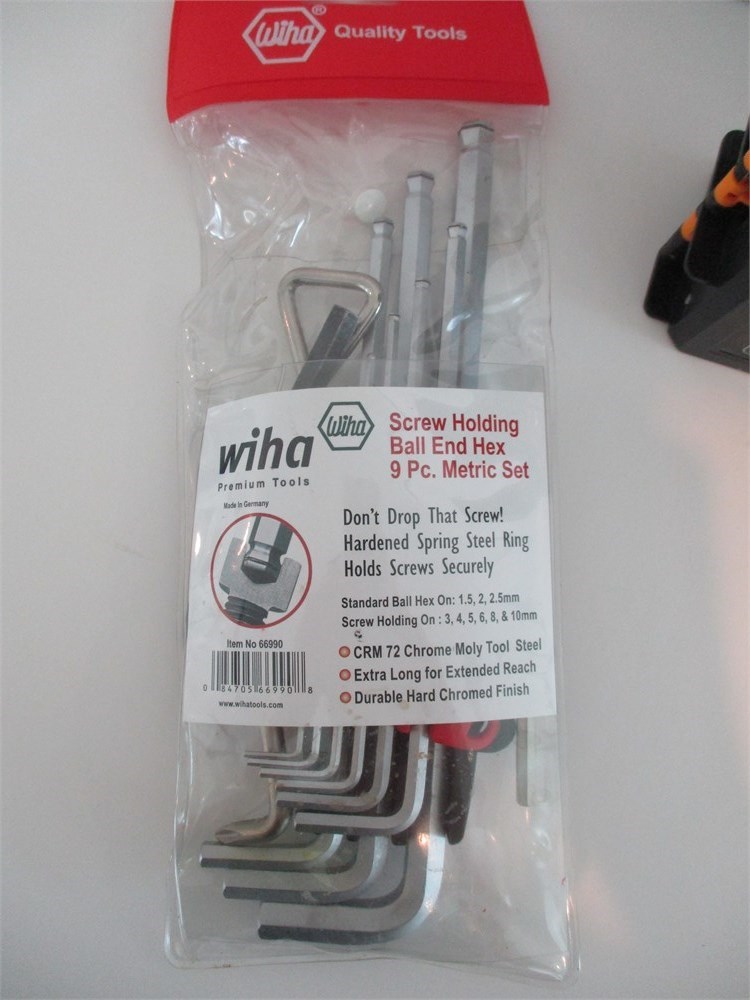 Wiha® Quality Tools
wiha
Premium Tools
Wiha
Screw Holding
Ball End Hex
9 Pc. Metric Set
Made in Germany
Don't Drop That Screw!
Hardened Spring Steel Ring
Holds Screws Securely
Standard Ball Hex On: 1.5, 2, 2.5mm
Screw Holding On : 3, 4, 5, 6, 8, & 10mm
CRM 72 Chrome Moly Tool Steel
Extra Long for Extended Reach
Durable Hard Chromed Finish
Item No 66990
0 84705 66990 8
www.wihatools.com